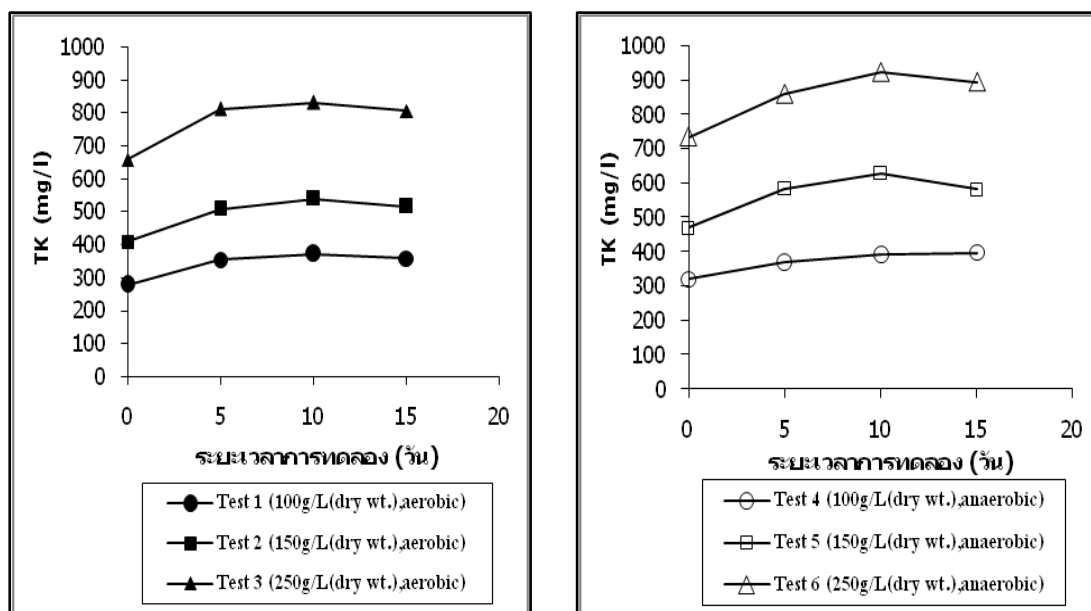 1000
900
800
700
600
500
400
300
200
100
0
TK (mg/l)
0 5 10 15 20
ระยะเวลาการทดลอง (วัน)
Test 1 (100g/L(dry wt.),aerobic)
Test 2 (150g/L(dry wt.),aerobic)
Test 3 (250g/L(dry wt.),aerobic)
1000
900
800
700
600
500
400
300
200
100
0
TK (mg/l)
0 5 10 15 20
ระยะเวลาการทดลอง (วัน)
Test 4 (100g/L(dry wt.),anaerobic)
Test 5 (150g/L(dry wt.),anaerobic)
Test 6 (250g/L(dry wt.),anaerobic)